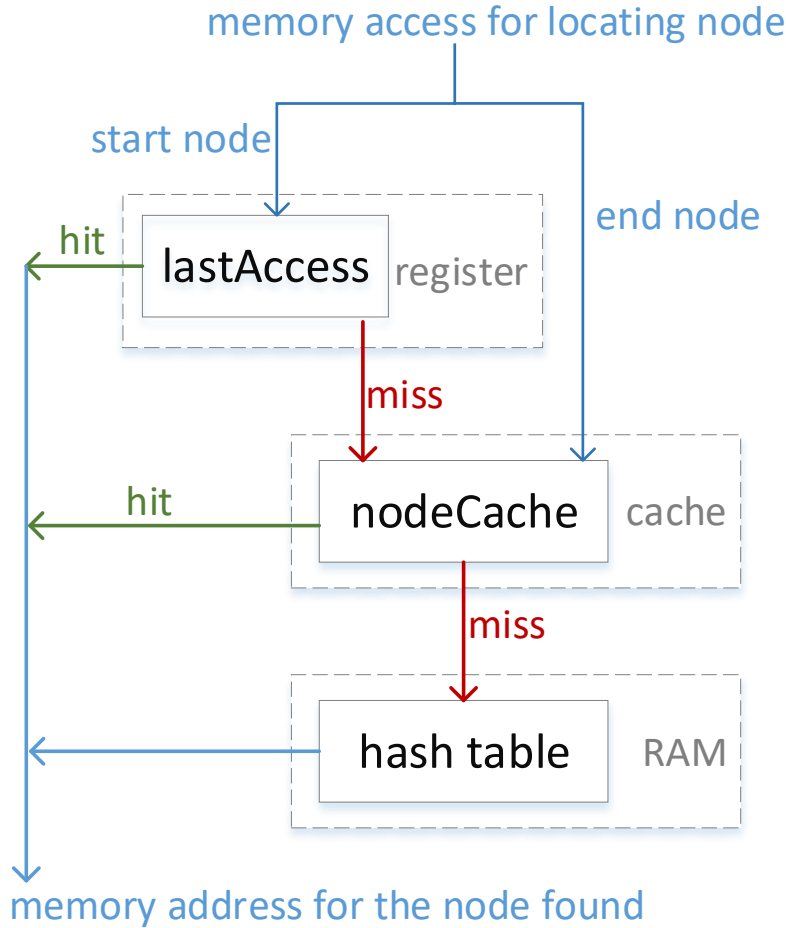 memory access for locating node
start node
end node
hit
lastAccess
register
miss
hit
nodeCache
cache
miss
hash table
RAM
memory address for the node found